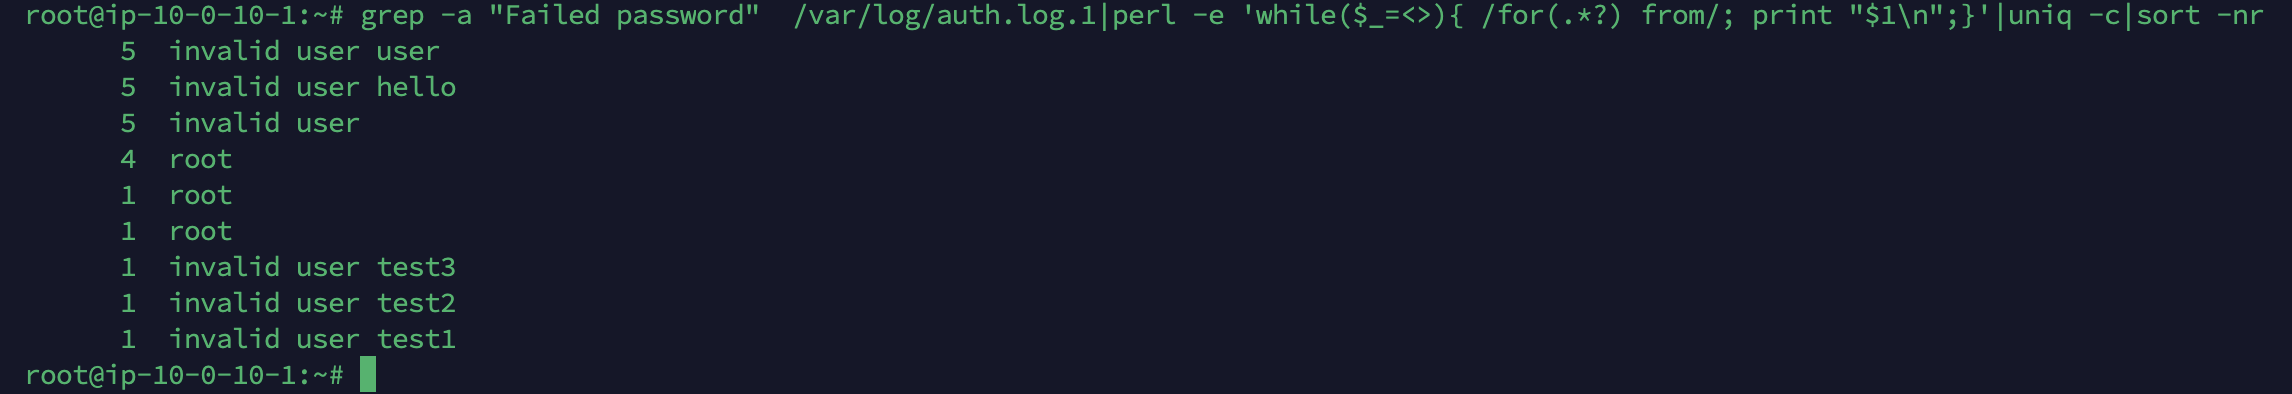 root@ip-10-0-10-1:~# grep -a "Failed password"  /var/log/auth.log.1|perl -e 'while($_=<>){ /for(.*?) from/; print "$1\n";}'|uniq -c|sort -nr
      5  invalid user user
      5  invalid user hello
      5  invalid user
      4  root
      1  root
      1  root
      1  invalid user test3
      1  invalid user test2
      1  invalid user test1
root@ip-10-0-10-1:~#